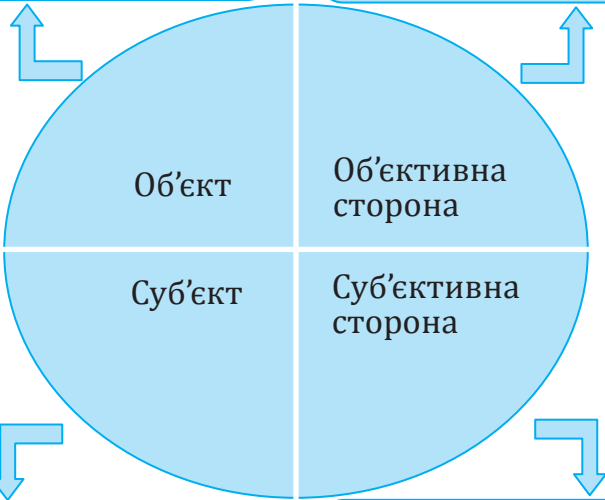 Об’єкт
Об’єктивна
сторона
Суб’єкт
Суб’єктивна
сторона